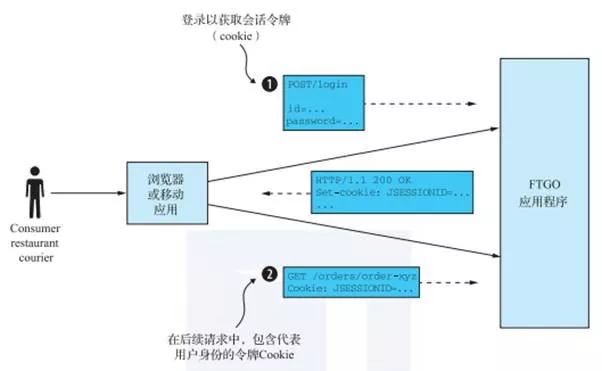 登录以获取会话令牌
（cookie）
1
POST/login
id=...
password=...
浏览器
或移动
应用
HTTP/1.1 200 OK
Set-cookie: JSESSIONID=...
...
FTGO
应用程序
Consumer
restaurant
courier
2
GET /orders/order-xyz
Cookie: JSESSIONID=...
在后续请求中，包含代表
用户身份的令牌Cookie